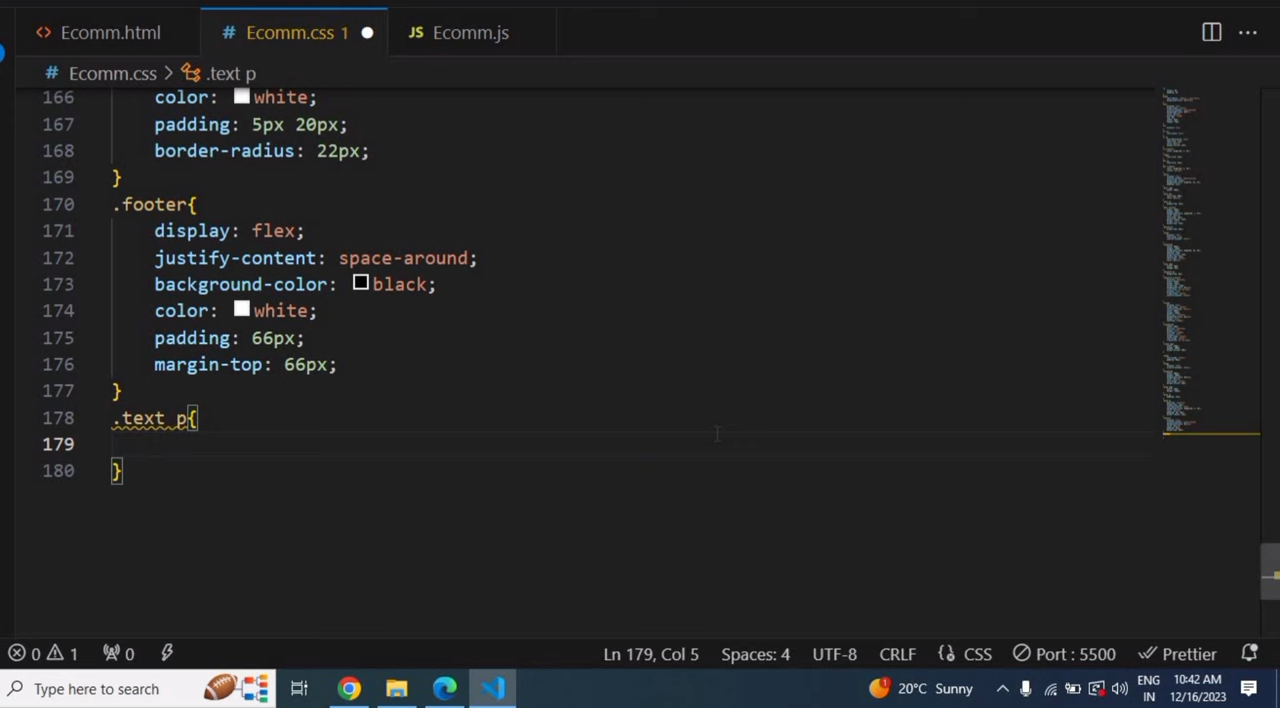 Ecomm.html
Ecomm.css 1
JS Ecomm.js
# Ecomm.css > .text p
166 color: white;
167 padding: 5px 20px;
168 border-radius: 22px;
169 }
170 .footer{
171 display: flex;
172 justify-content: space-around;
173 background-color: black;
174 color: white;
175 padding: 66px;
176 margin-top: 66px;
177 }
178 .text p{
179
180 }
0 1 0 Ln 179, Col 5 Spaces: 4 UTF-8 CRLF {} CSS Port : 5500 Prettier
Type here to search 1 20°C Sunny ENG IN 10:42 AM 12/16/2023